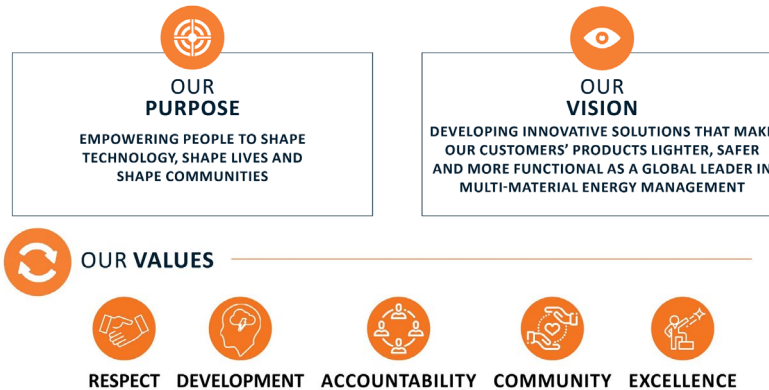 OUR
PURPOSE
EMPOWERING PEOPLE TO SHAPE
TECHNOLOGY, SHAPE LIVES AND
SHAPE COMMUNITIES
OUR
VISION
DEVELOPING INNOVATIVE SOLUTIONS THAT MAKE
OUR CUSTOMERS' PRODUCTS LIGHTER, SAFER
AND MORE FUNCTIONAL AS A GLOBAL LEADER IN
MULTI-MATERIAL ENERGY MANAGEMENT
OUR VALUES
RESPECT DEVELOPMENT ACCOUNTABILITY COMMUNITY EXCELLENCE